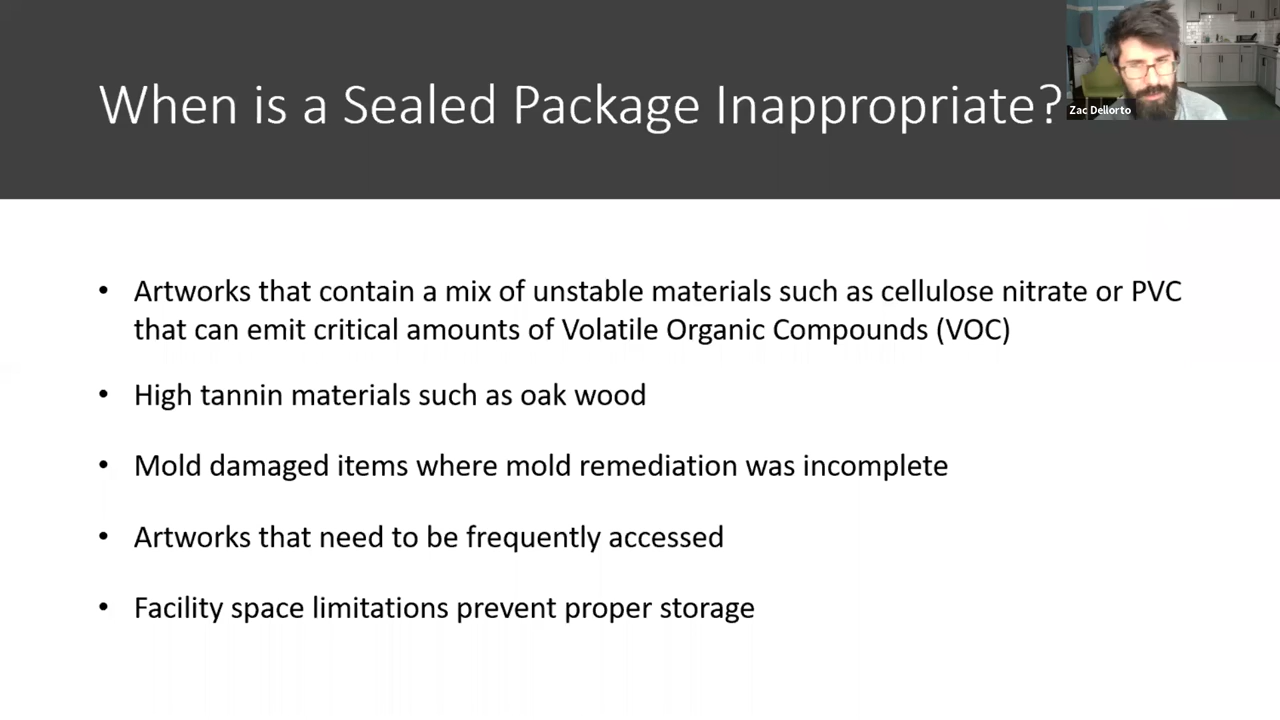 When is a Sealed Package Inappropriate?
Zac Dellorto
• Artworks that contain a mix of unstable materials such as cellulose nitrate or PVC
that can emit critical amounts of Volatile Organic Compounds (VOC)
• High tannin materials such as oak wood
• Mold damaged items where mold remediation was incomplete
• Artworks that need to be frequently accessed
• Facility space limitations prevent proper storage